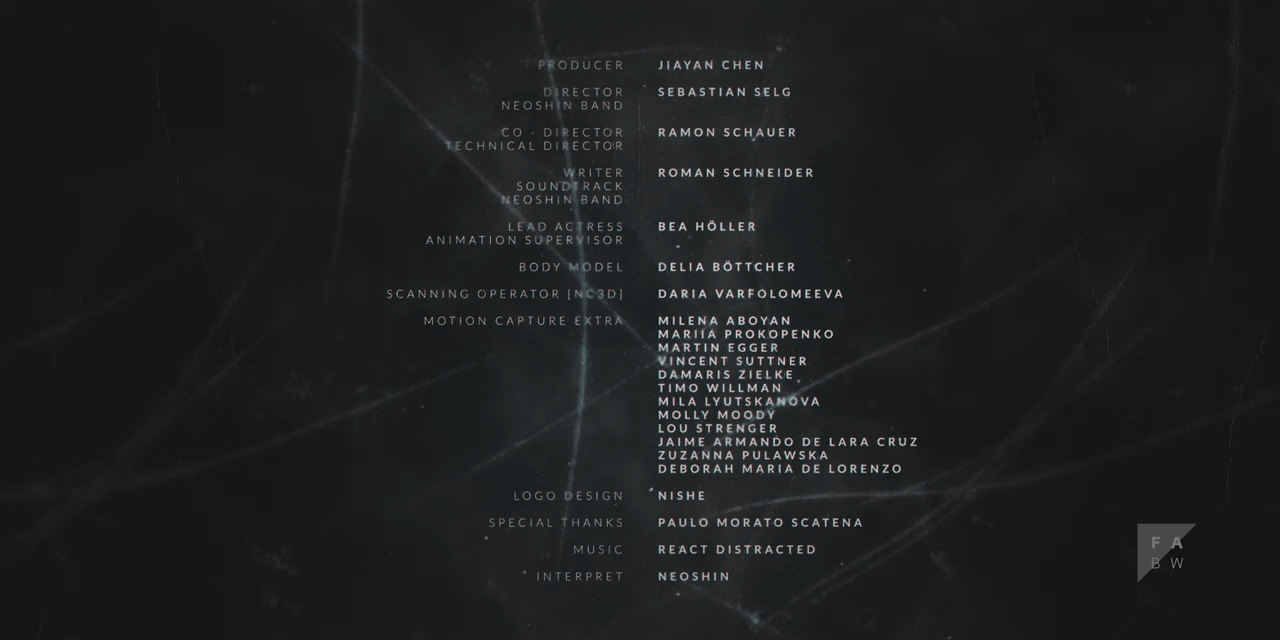 PRODUCER JIAYAN CHEN
DIRECTOR SEBASTIAN SELG
NEOSHIN BAND
CO - DIRECTOR RAMON SCHAUER
TECHNICAL DIRECTOR
WRITER ROMAN SCHNEIDER
SOUNDTRACK
NEOSHIN BAND
LEAD ACTRESS BEA HÖLLER
ANIMATION SUPERVISOR
BODY MODEL DELIA BÖTTCHER
SCANNING OPERATOR [NC3D] DARIA VARFOLOMEEVA
MOTION CAPTURE EXTRA MILENA ABOYAN
MARIIA PROKOPENKO
MARTIN EGGER
VINCENT SUTTNER
DAMARIS ZIELKE
TIMO WILLMAN
MILA LYUTSKANOVA
MOLLY MOODY
LOU STRENGER
JAIME ARMANDO DE LARA CRUZ
ZUZANNA PULAWSKA
DEBORAH MARIA DE LORENZO
LOGO DESIGN NISHE
SPECIAL THANKS PAULO MORATO SCATENA
MUSIC REACT DISTRACTED
INTERPRET NEOSHIN
FA
BW